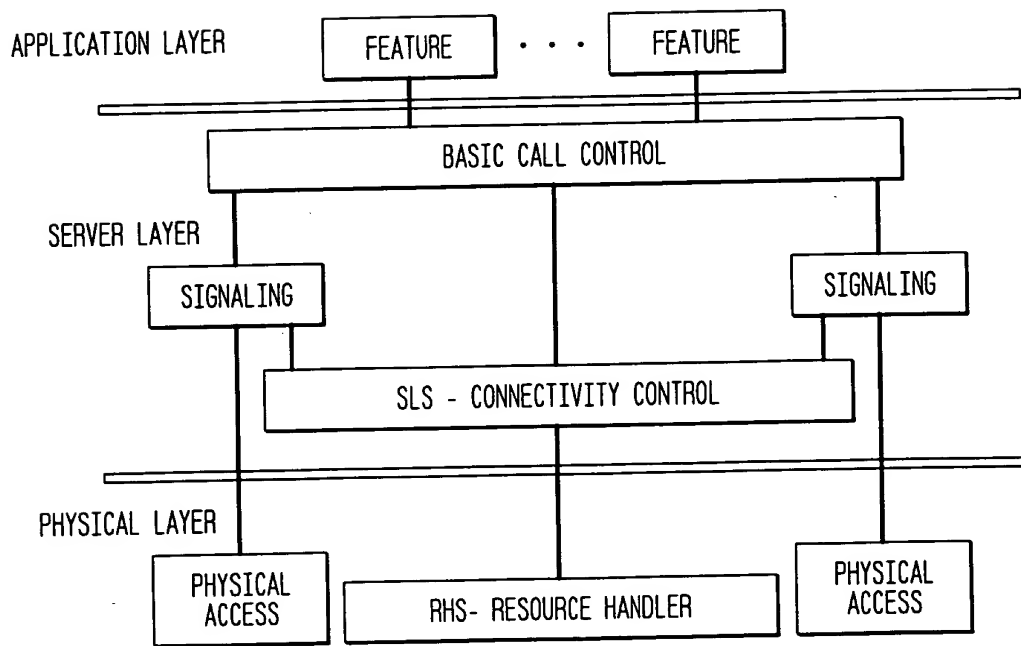 APPLICATION LAYER
FEATURE
. . .
FEATURE
BASIC CALL CONTROL
SERVER LAYER
SIGNALING
SIGNALING
SLS - CONNECTIVITY CONTROL
PHYSICAL LAYER
PHYSICAL
ACCESS
RHS- RESOURCE HANDLER
PHYSICAL
ACCESS